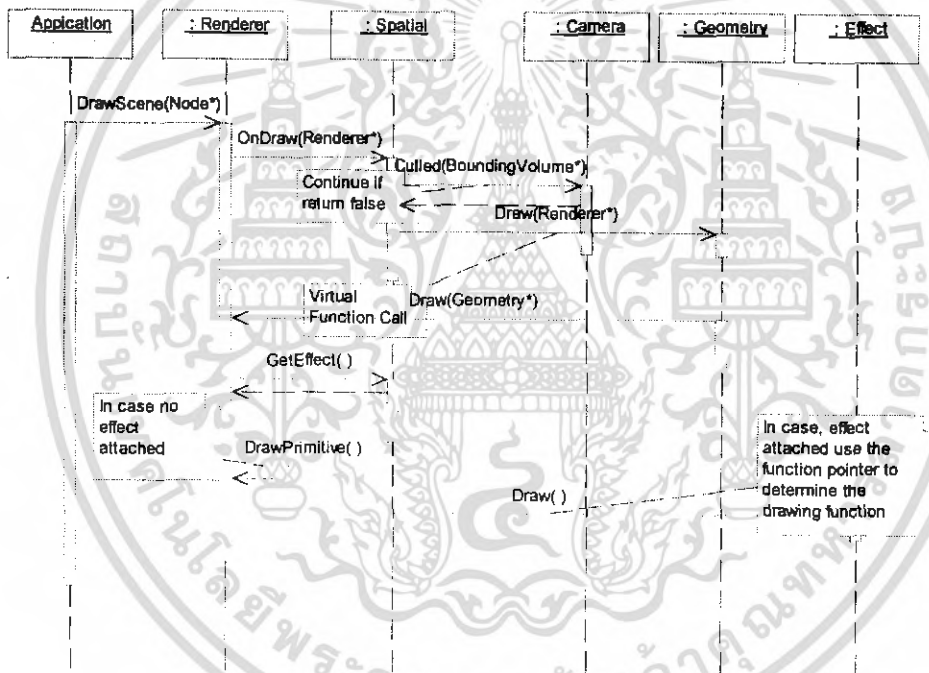 Appication
: Renderer
: Spatial
: Camera
: Geometry
: Effect
DrawScene(Node*)
OnDraw(Renderer*)
Culled(BoundingVolume*)
Continue if
return false
Draw(Renderer*)
Virtual
Function Call
Draw(Geometry*)
GetEffect( )
In case no
effect
attached
DrawPrimitive( )
In case, effect
attached use the
function pointer to
determine the
drawing function
Draw( )